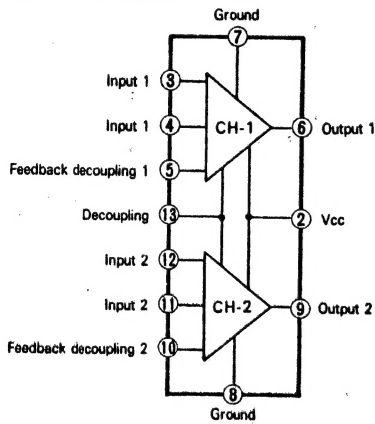 Ground
7
Input 1 3
Input 1 4 CH-1 6 Output 1
Feedback decoupling 1 5
Decoupling 13 2 Vcc
Input 2 12
Input 2 11 CH-2 9 Output 2
Feedback decoupling 2 10
8
Ground